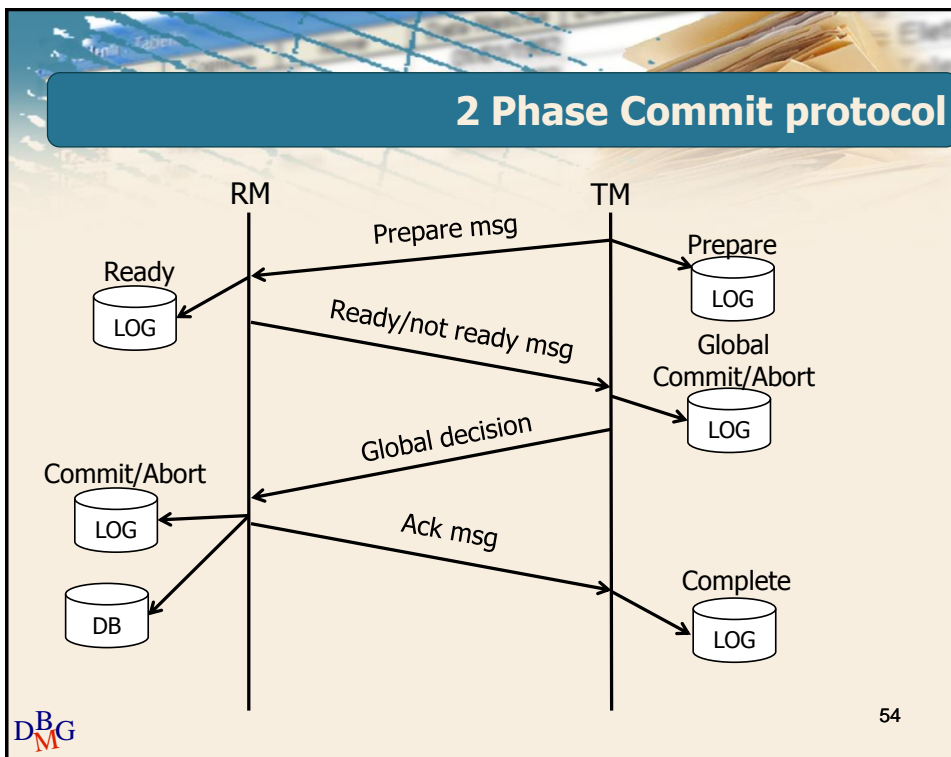 2 Phase Commit protocol
RM
TM
Prepare msg
Prepare
LOG
Ready
LOG
Ready/not ready msg
Global
Commit/Abort
LOG
Global decision
Commit/Abort
LOG
DB
Ack msg
Complete
LOG
DBMG
54